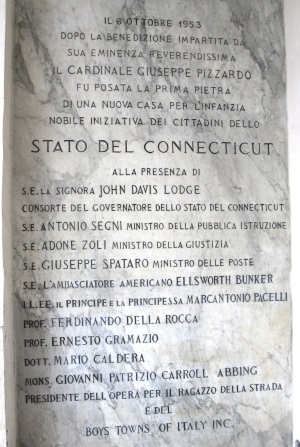 IL 6 OTTOBRE 1953
DOPO LA BENEDIZIONE IMPARTITA DA
SUA EMINENZA REVERENDISSIMA
IL CARDINALE GIUSEPPE PIZZARDO
FU POSATA LA PRIMA PIETRA
DI UNA NUOVA CASA PER L'INFANZIA
NOBILE INIZIATIVA DEI CITTADINI DELLO
STATO DEL CONNECTICUT
ALLA PRESENZA DI
S.E. LA SIGNORA JOHN DAVIS LODGE
CONSORTE DEL GOVERNATORE DELLO STATO DEL CONNECTICUT
S.E. ANTONIO SEGNI MINISTRO DELLA PUBBLICA ISTRUZIONE
S.E. ADONE ZOLI MINISTRO DELLA GIUSTIZIA
S.E. GIUSEPPE SPATARO MINISTRO DELLE POSTE
S.E. L'AMBASCIATORE AMERICANO ELLSWORTH BUNKER
LL.EE. IL PRINCIPE E LA PRINCIPESSA MARCANTONIO PACELLI
PROF. FERDINANDO DELLA ROCCA
PROF. ERNESTO GRAMAZIO
DOTT. MARIO CALDERA
MONS. GIOVANNI PATRIZIO CARROLL ABBING
PRESIDENTE DELL'OPERA PER IL RAGAZZO DELLA STRADA
E DEL
BOYS TOWNS OF ITALY INC.